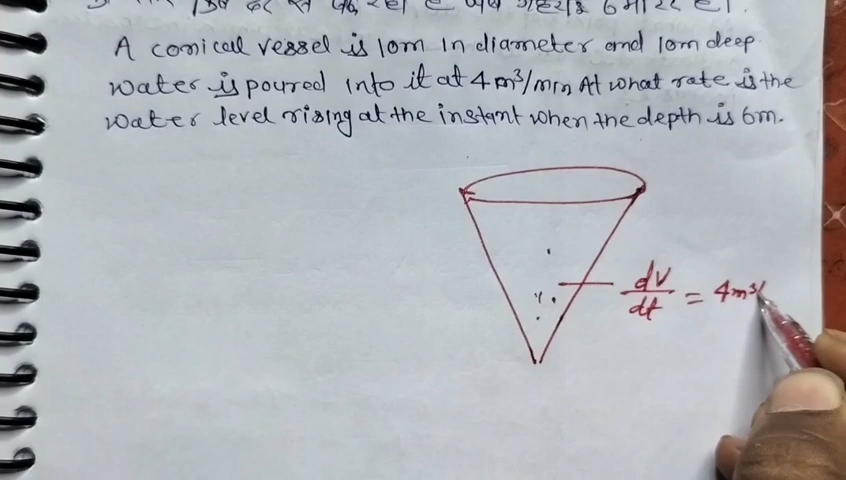 A conical vessel is 10m in diameter and 10m deep.
Water is poured into it at 4m³/min At what rate is the
water level rising at the instant when the depth is 6m.
dV/dt = 4m³/